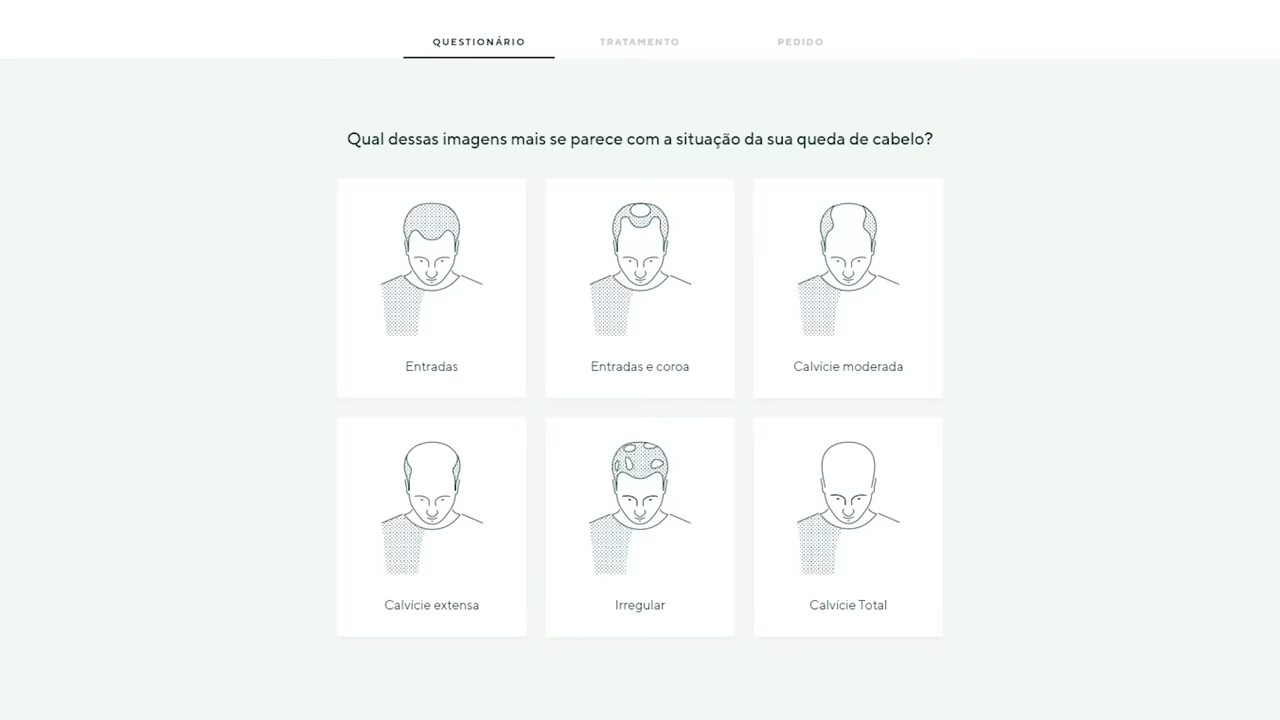 QUESTIONÁRIO TRATAMENTO PEDIDO
Qual dessas imagens mais se parece com a situação da sua queda de cabelo?
Entradas Entradas e coroa Calvície moderada
Calvície extensa Irregular Calvície Total